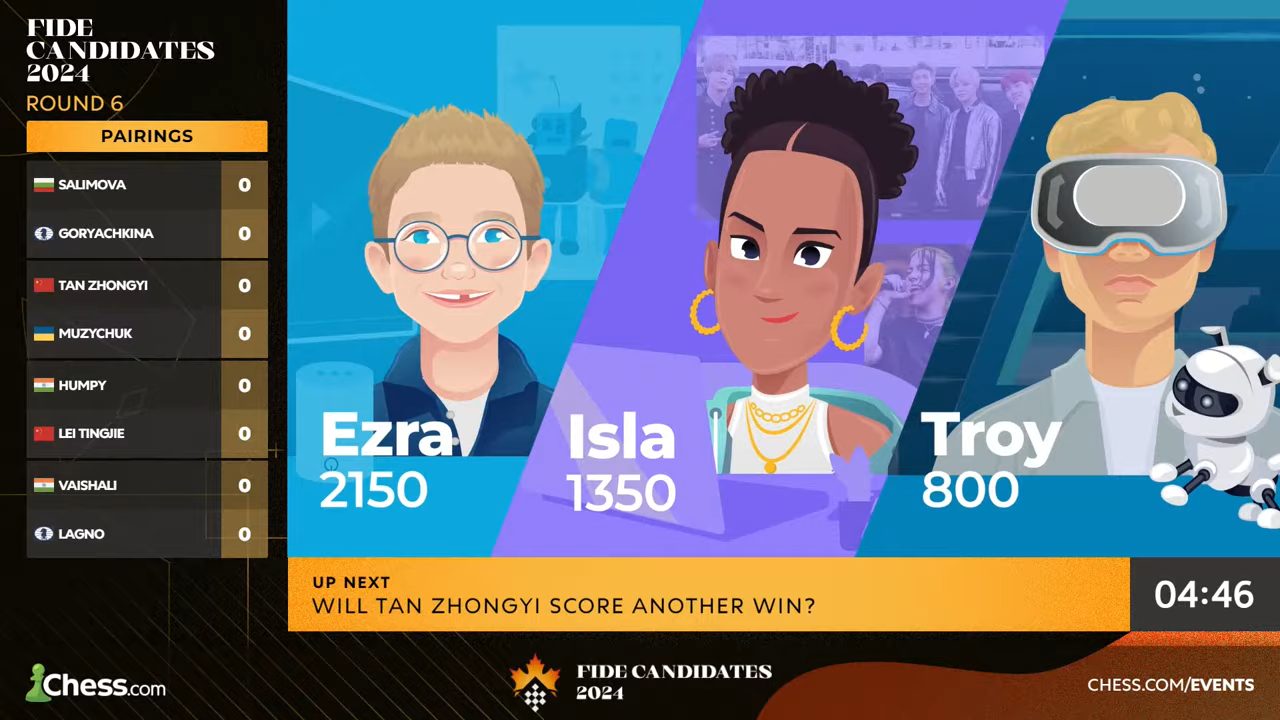 FIDE
CANDIDATES
2024
ROUND 6
PAIRINGS
SALIMOVA 0
GORYACHKINA 0
TAN ZHONGYI 0
MUZYCHUK 0
HUMPY 0
LEI TINGJIE 0
VAISHALI 0
LAGNO 0
Ezra
2150
Isla
1350
Troy
800
UP NEXT
WILL TAN ZHONGYI SCORE ANOTHER WIN?
04:46
Chess.com
FIDE CANDIDATES
2024
CHESS.COM/EVENTS